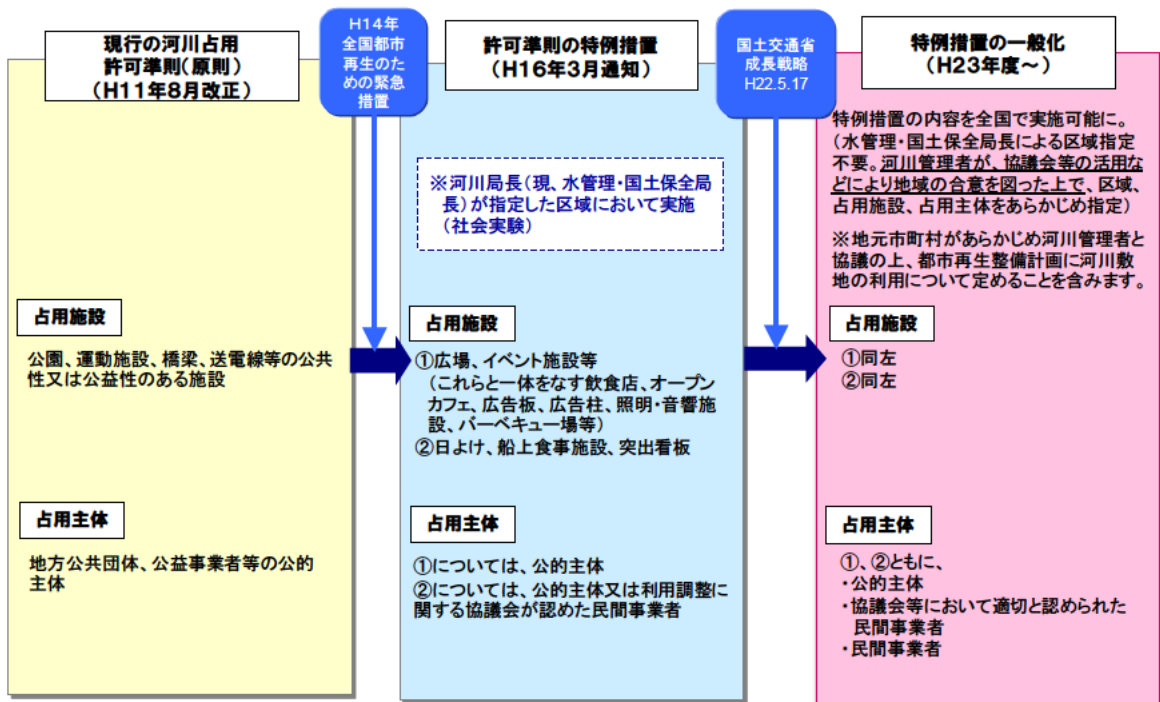 現行の河川占用
許可準則(原則)
(H11年8月改正)
占用施設
公園、運動施設、橋梁、送電線等の公共
性又は公益性のある施設
占用主体
地方公共団体、公益事業者等の公的
主体
H14年
全国都市
再生のた
めの緊急
措置
許可準則の特例措置
(H16年3月通知)
※河川局長(現、水管理・国土保全局
長)が指定した区域において実施
(社会実験)
占用施設
①広場、イベント施設等
(これらと一体をなす飲食店、オープン
カフェ、広告板、広告柱、照明・音響施
設、バーベキュー場等)
②日よけ、船上食事施設、突出看板
占用主体
①については、公的主体
②については、公的主体又は利用調整に
関する協議会が認めた民間事業者
国土交通省
成長戦略
H22.5.17
特例措置の一般化
(H23年度~)
特例措置の内容を全国で実施可能に。
(水管理・国土保全局長による区域指定
不要。河川管理者が、協議会等の活用な
どにより地域の合意を図った上で、区域、
占用施設、占用主体をあらかじめ指定)
※地元市町村があらかじめ河川管理者と
協議の上、都市再生整備計画に河川敷
地の利用について定めることを含みます。
占用施設
①同左
②同左
占用主体
①、②ともに、
・公的主体
・協議会等において適切と認められた
民間事業者
・民間事業者